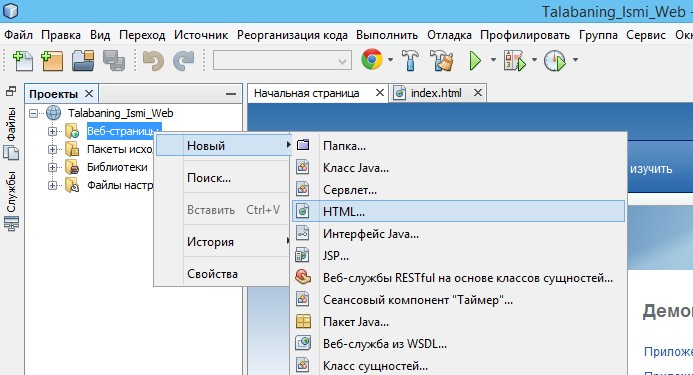 Talabaning_Ismi_Web -
Файл Правка Вид Переход Источник Реорганизация кода Выполнить Отладка Профилировать Группа Сервис Окн
Проекты
Начальная страница
index.html
Файлы
Службы
Talabaning_Ismi_Web
Веб-страницы
Пакеты исхо
Библиотеки
Файлы настр
Новый
Поиск...
Вставить Ctrl+V
История
Свойства
Папка...
Класс Java...
Сервлет...
HTML...
Интерфейс Java...
JSP...
Веб-службы RESTful на основе классов сущностей...
Сеансовый компонент "Таймер"...
Пакет Java...
Веб-служба из WSDL...
Класс сущностей...
изучить
Демо
Приложе
Приложе